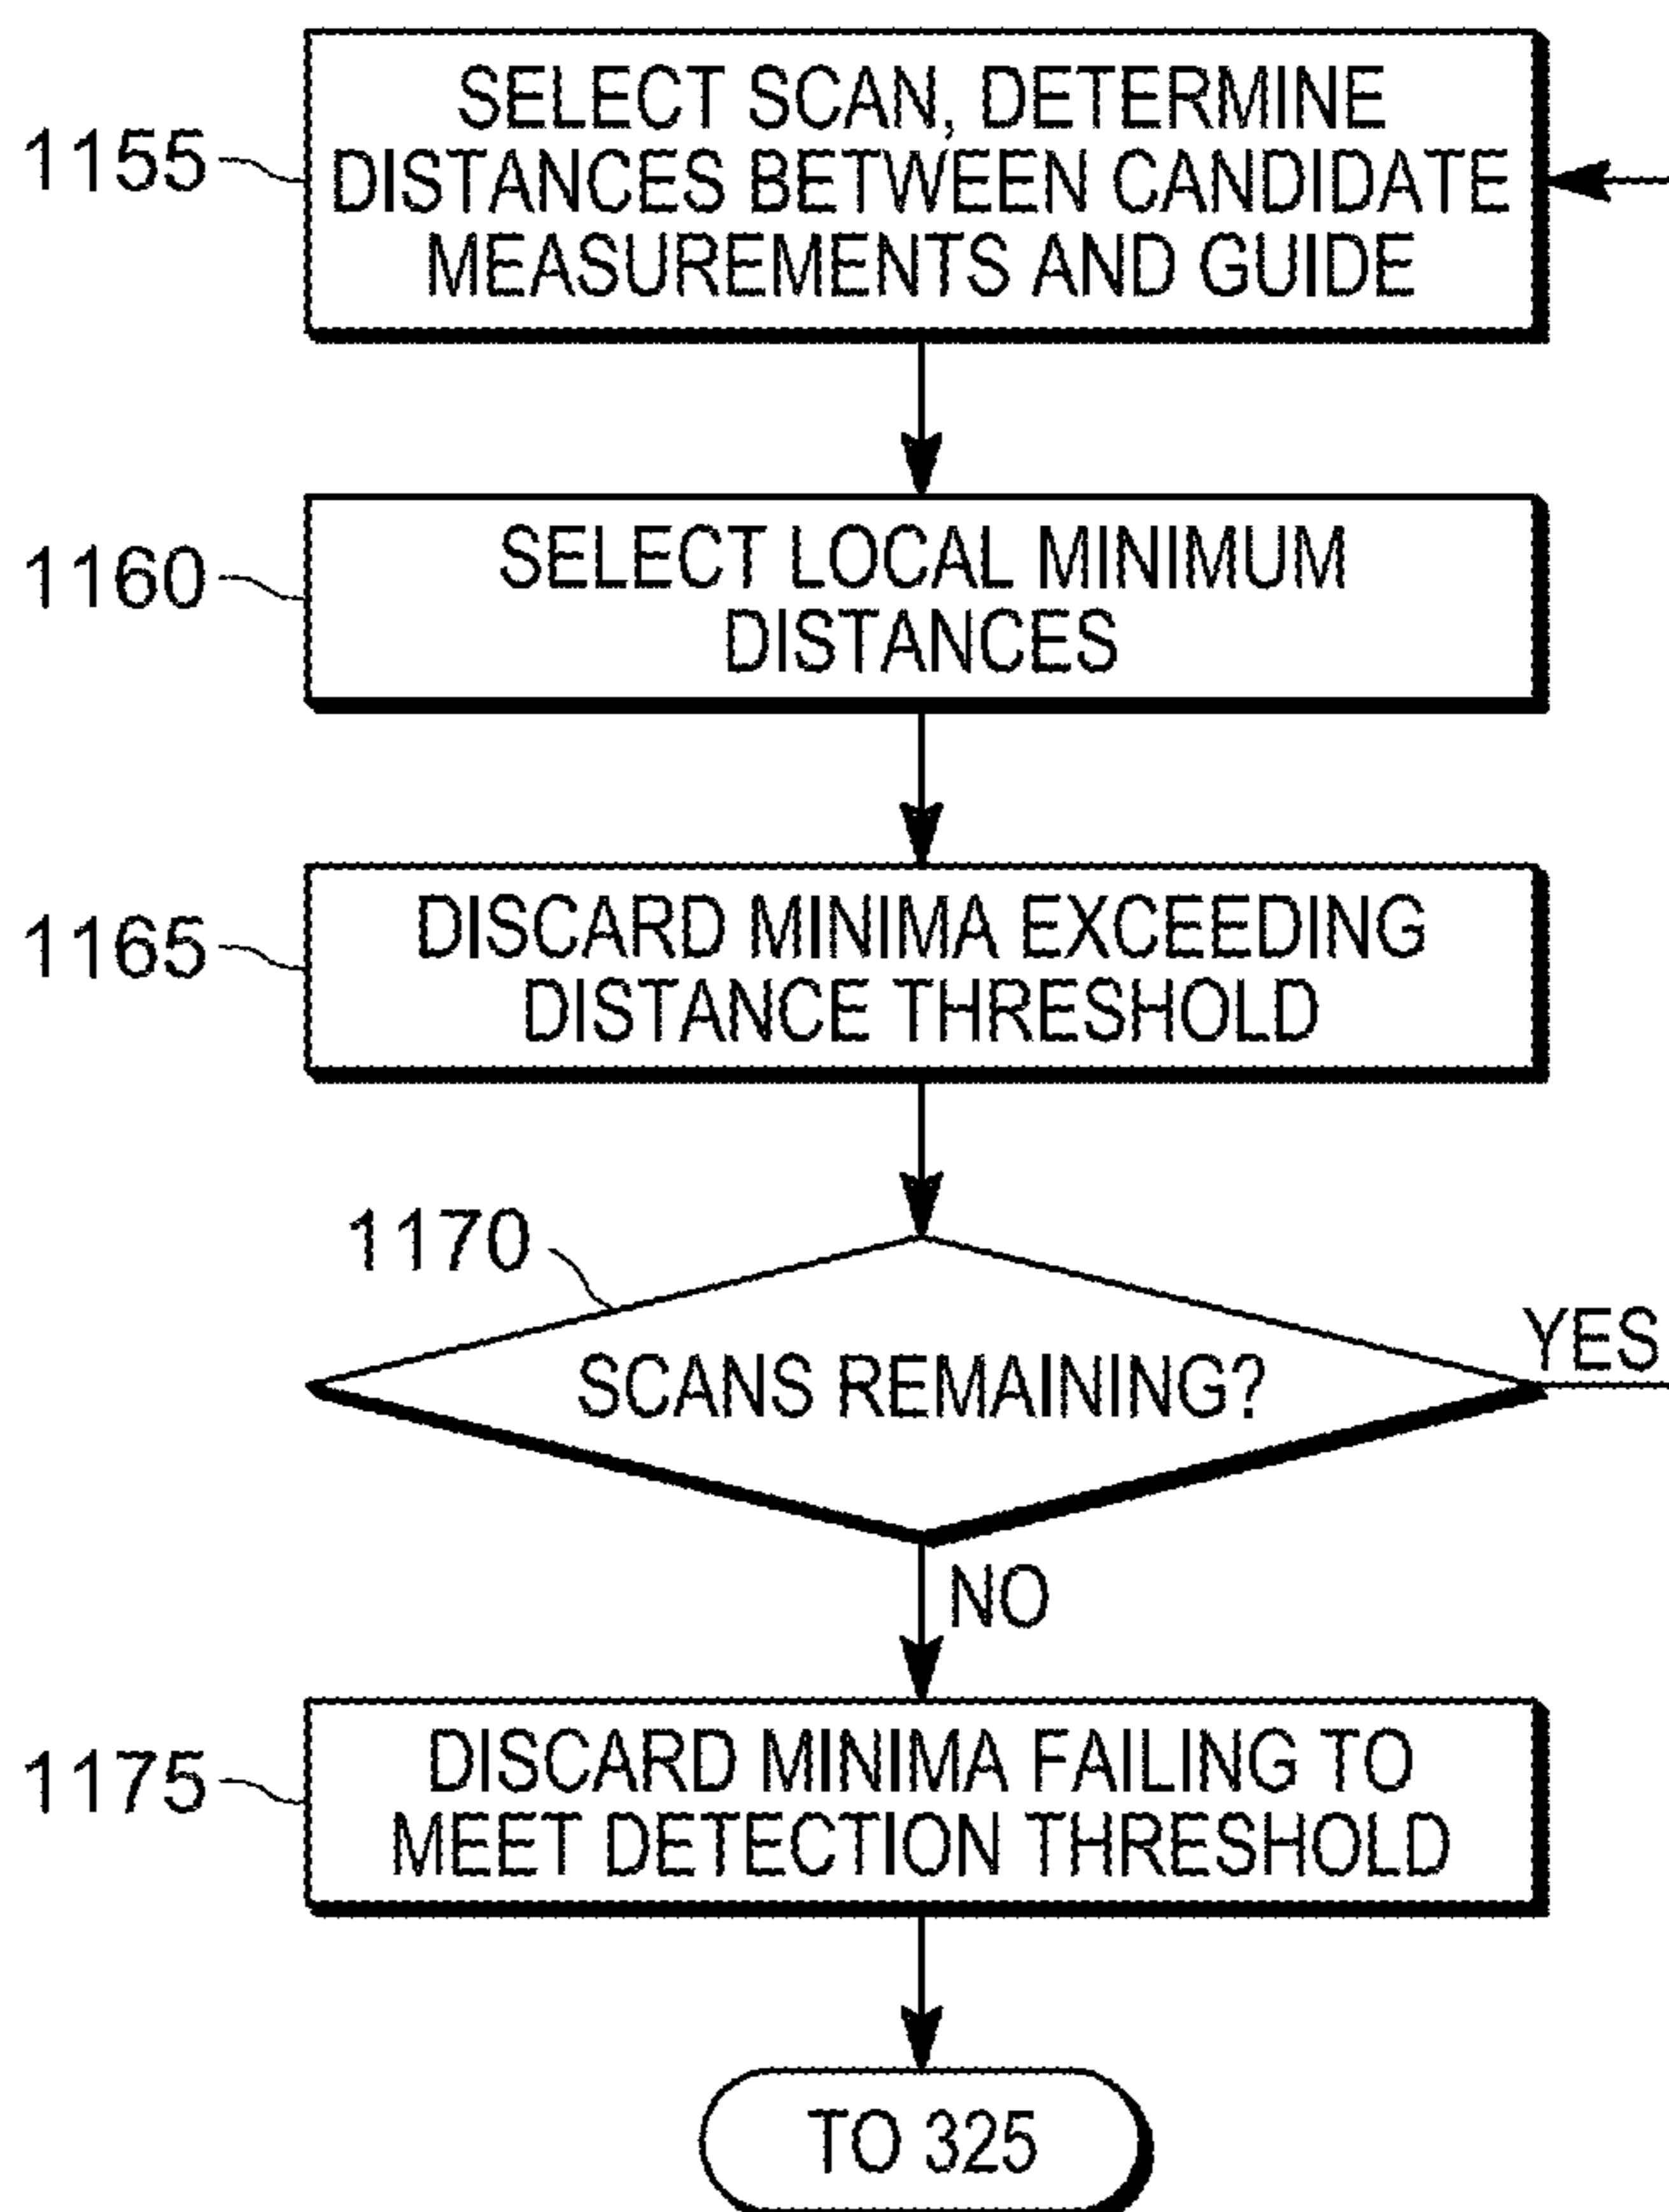 1155
SELECT SCAN, DETERMINE
DISTANCES BETWEEN CANDIDATE
MEASUREMENTS AND GUIDE
1160
SELECT LOCAL MINIMUM
DISTANCES
1165
DISCARD MINIMA EXCEEDING
DISTANCE THRESHOLD
1170
SCANS REMAINING?
YES
NO
1175
DISCARD MINIMA FAILING TO
MEET DETECTION THRESHOLD
TO 325